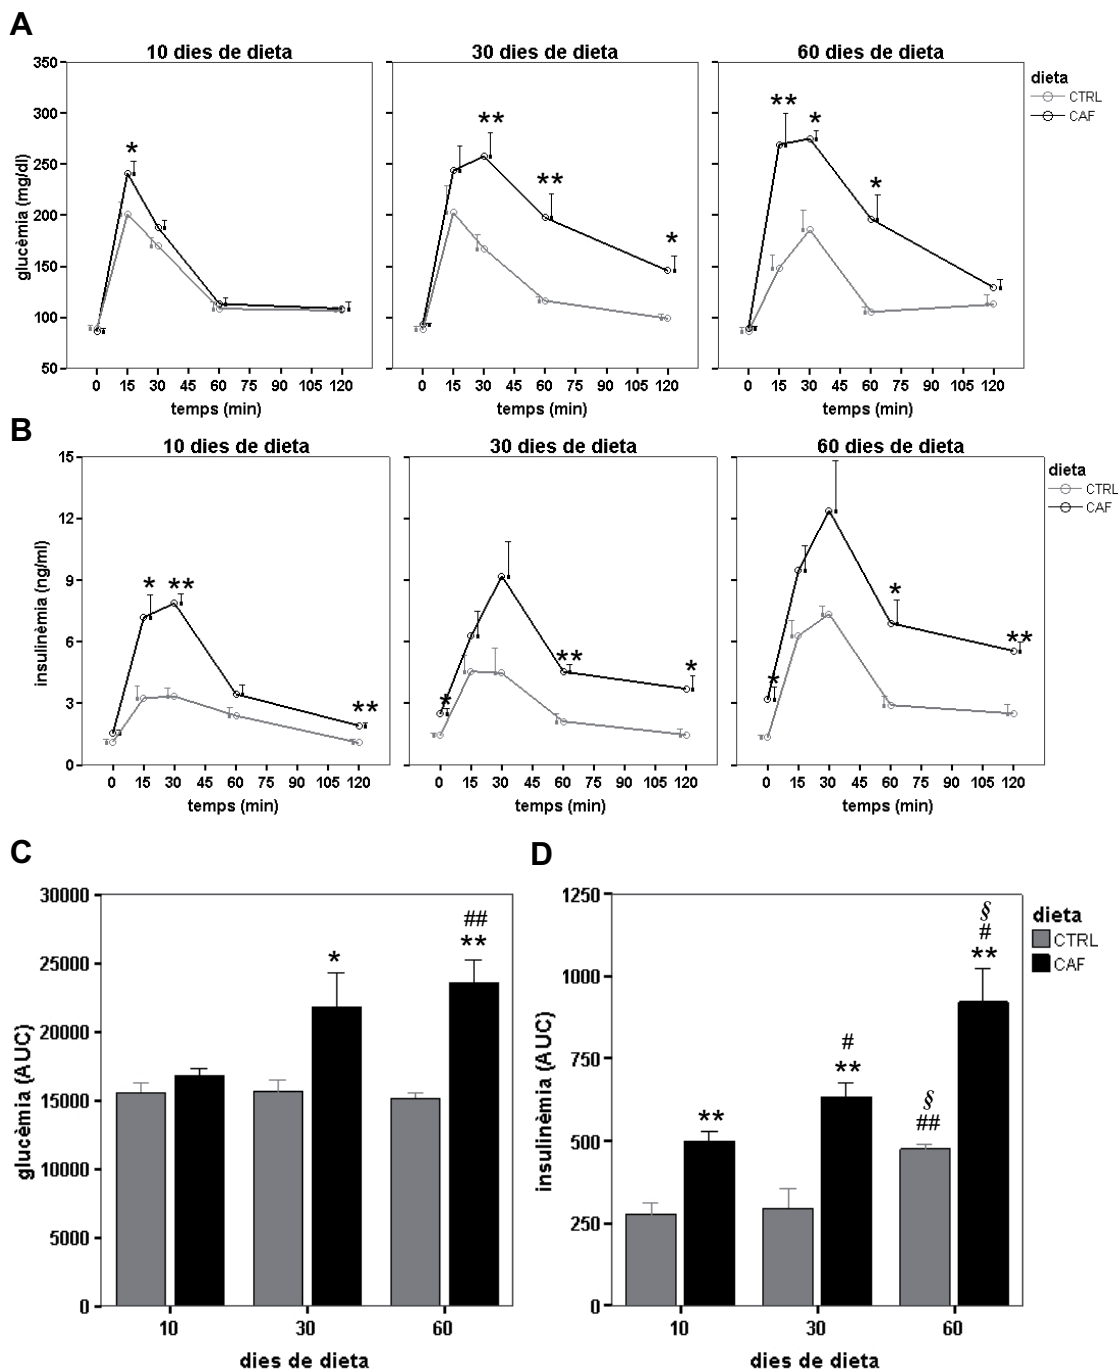 A
10 dies de dieta
30 dies de dieta
60 dies de dieta
glucèmia (mg/dl)
350
300
250
200
150
100
50
* ** ** * ** * *
dieta
CTRL
CAF
0 15 30 45 60 75 90 105 120
0 15 30 45 60 75 90 105 120
0 15 30 45 60 75 90 105 120
temps (min)
temps (min)
temps (min)
B
10 dies de dieta
30 dies de dieta
60 dies de dieta
insulinèmia (ng/ml)
15
12
9
6
3
0
* ** ** * ** * * * **
dieta
CTRL
CAF
0 15 30 45 60 75 90 105 120
0 15 30 45 60 75 90 105 120
0 15 30 45 60 75 90 105 120
temps (min)
temps (min)
temps (min)
C
glucèmia (AUC)
30000
25000
20000
15000
10000
5000
0
*
##
**
10 30 60
dies de dieta
D
insulinèmia (AUC)
1250
1000
750
500
250
0
**
#
**
§
##
§
#
**
10 30 60
dies de dieta
dieta
CTRL
CAF